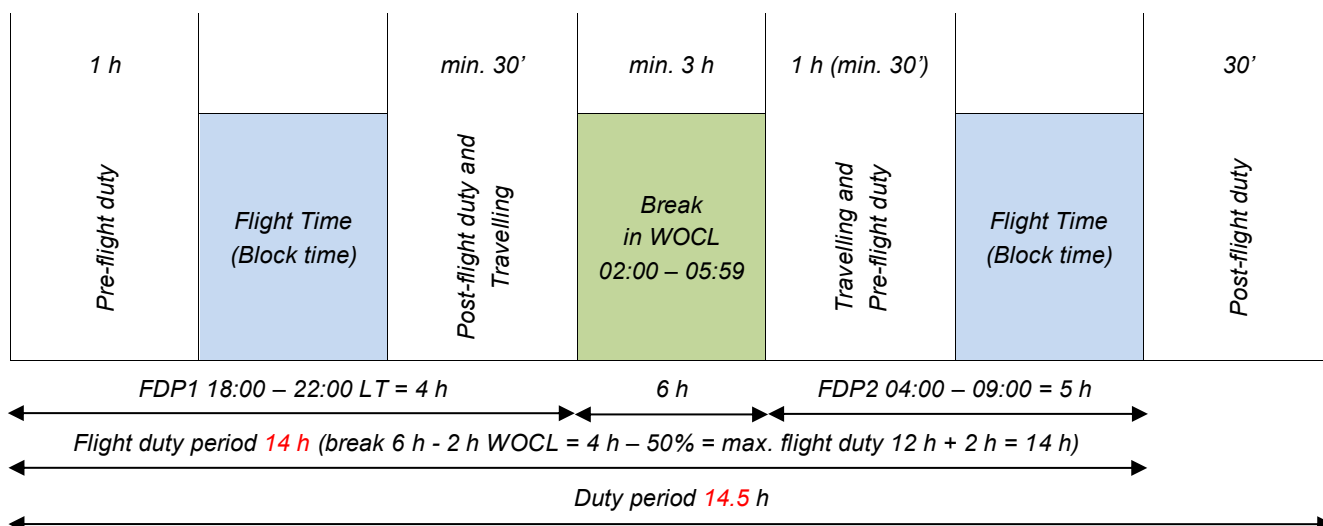 1 h
min. 30’
min. 3 h
1 h (min. 30’)
30’
Pre-flight duty
Flight Time
(Block time)
Post-flight duty and
Travelling
Break
in WOCL
02:00 – 05:59
Travelling and
Pre-flight duty
Flight Time
(Block time)
Post-flight duty
FDP1 18:00 – 22:00 LT = 4 h
6 h
FDP2 04:00 – 09:00 = 5 h
Flight duty period 14 h (break 6 h - 2 h WOCL = 4 h – 50% = max. flight duty 12 h + 2 h = 14 h)
Duty period 14.5 h